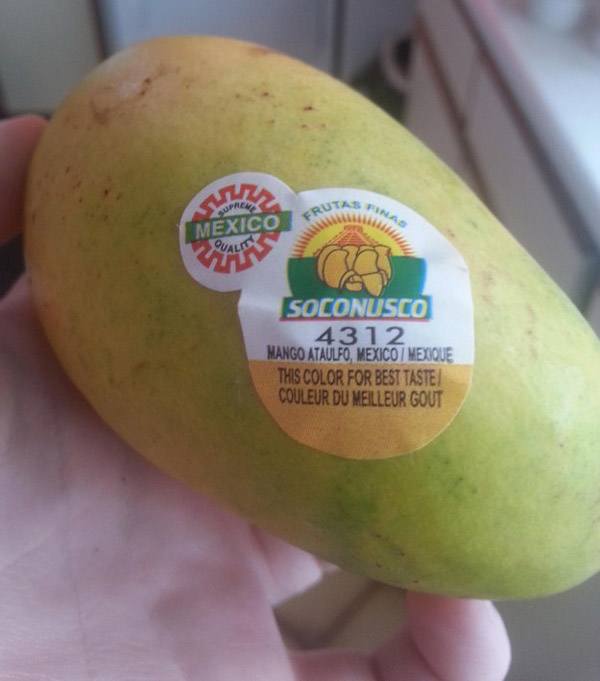 SUPREME
MEXICO
QUALITY
FRUTAS FINAS
SOCONUSCO
4312
MANGO ATAULFO, MEXICO / MEXIQUE
THIS COLOR FOR BEST TASTE /
COULEUR DU MEILLEUR GOUT